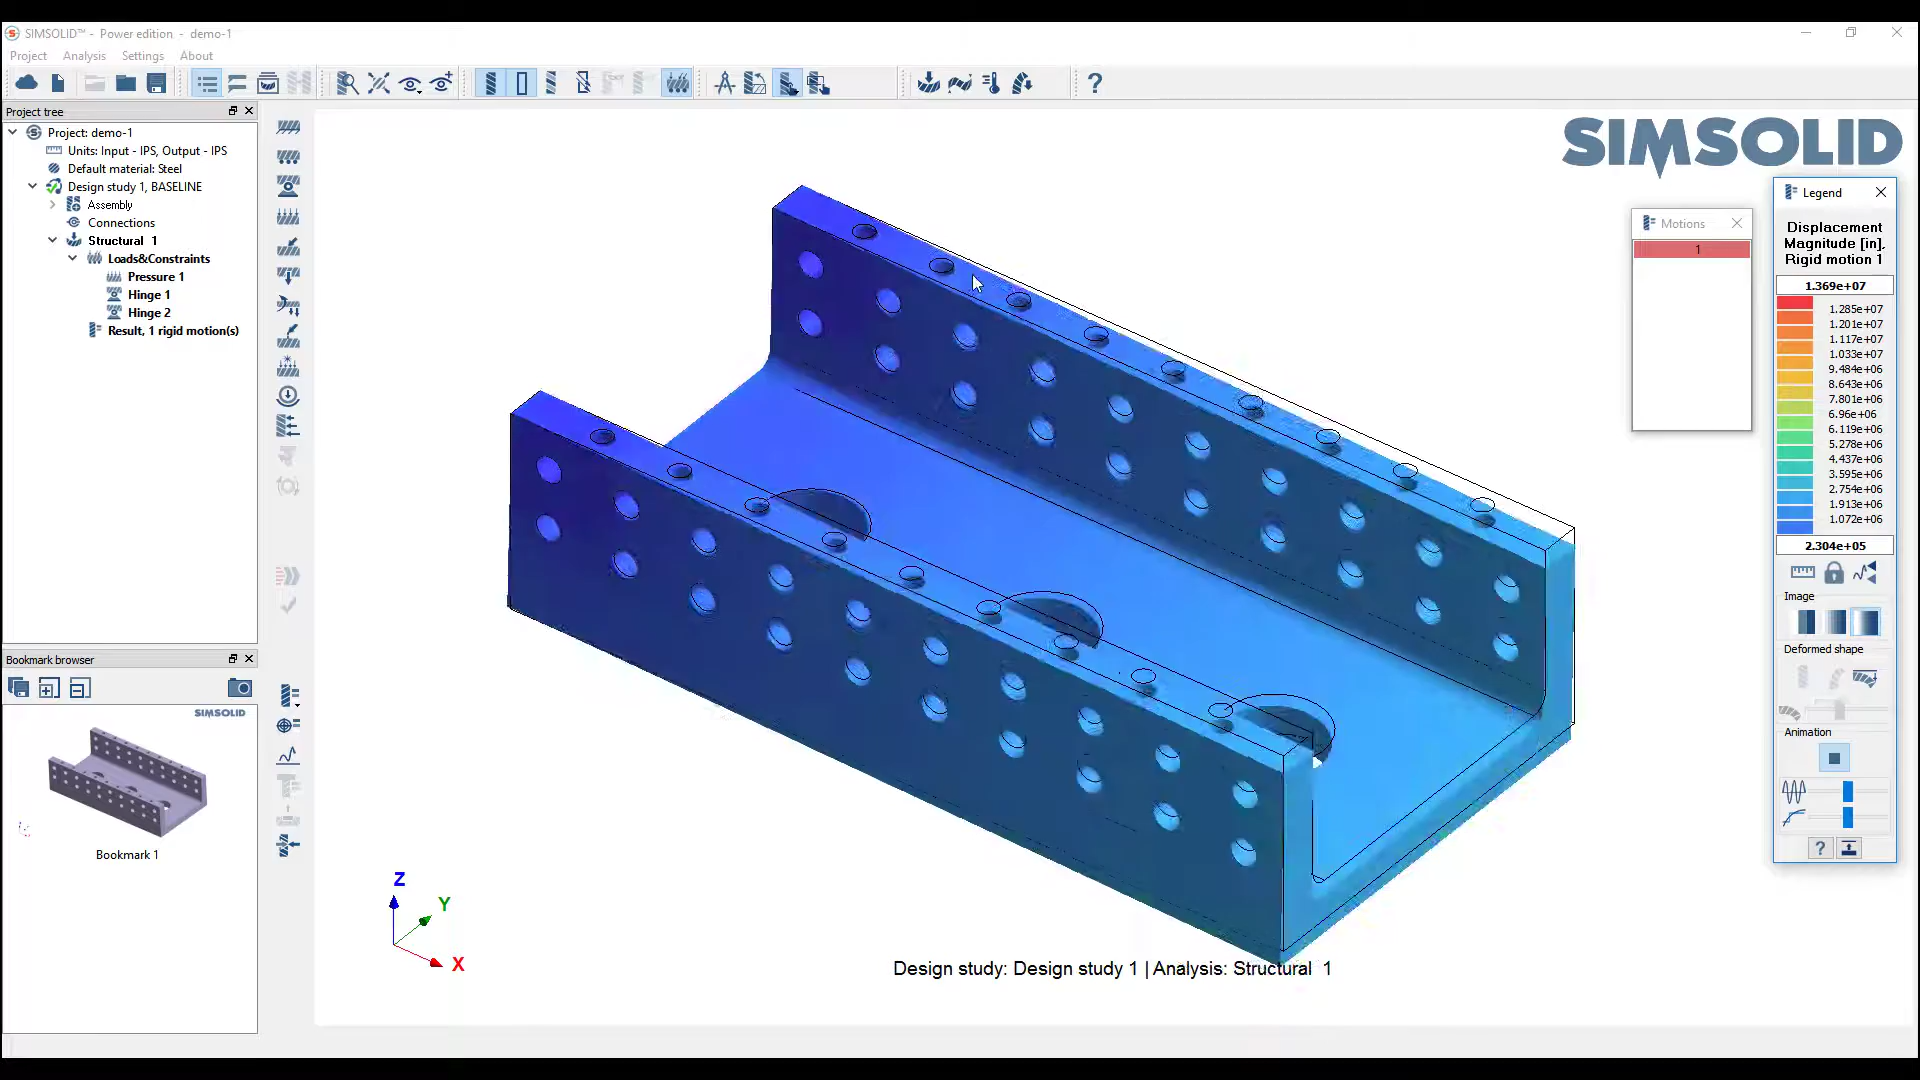 SIMSOLID™ - Power edition - demo-1
Project Analysis Settings About
Project tree
Project: demo-1
Units: Input - IPS, Output - IPS
Default material: Steel
Design study 1, BASELINE
Assembly
Connections
Structural 1
Loads&Constraints
Pressure 1
Hinge 1
Hinge 2
Result, 1 rigid motion(s)
Bookmark browser
SIMSOLID
Bookmark 1
SIMSOLID
Motions
1
Legend
Displacement
Magnitude [in],
Rigid motion 1
1.369e+07
1.285e+07
1.201e+07
1.117e+07
1.033e+07
9.484e+06
8.643e+06
7.801e+06
6.96e+06
6.119e+06
5.278e+06
4.437e+06
3.595e+06
2.754e+06
1.913e+06
1.072e+06
2.304e+05
Image
Deformed shape
Animation
Z
Y
X
Design study: Design study 1 | Analysis: Structural 1